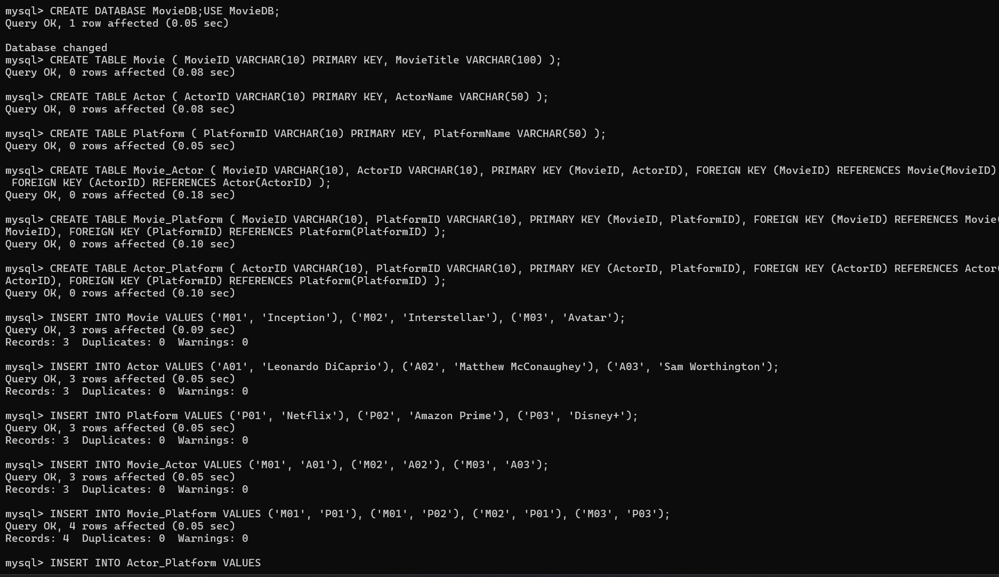 mysql> CREATE DATABASE MovieDB;USE MovieDB;
Query OK, 1 row affected (0.05 sec)
Database changed
mysql> CREATE TABLE Movie ( MovieID VARCHAR(10) PRIMARY KEY, MovieTitle VARCHAR(100) );
Query OK, 0 rows affected (0.08 sec)
mysql> CREATE TABLE Actor ( ActorID VARCHAR(10) PRIMARY KEY, ActorName VARCHAR(50) );
Query OK, 0 rows affected (0.08 sec)
mysql> CREATE TABLE Platform ( PlatformID VARCHAR(10) PRIMARY KEY, PlatformName VARCHAR(50) );
Query OK, 0 rows affected (0.05 sec)
mysql> CREATE TABLE Movie_Actor ( MovieID VARCHAR(10), ActorID VARCHAR(10), PRIMARY KEY (MovieID, ActorID), FOREIGN KEY (MovieID) REFERENCES Movie(MovieID)
FOREIGN KEY (ActorID) REFERENCES Actor(ActorID) );
Query OK, 0 rows affected (0.18 sec)
mysql> CREATE TABLE Movie_Platform ( MovieID VARCHAR(10), PlatformID VARCHAR(10), PRIMARY KEY (MovieID, PlatformID), FOREIGN KEY (MovieID) REFERENCES Movie(
MovieID), FOREIGN KEY (PlatformID) REFERENCES Platform(PlatformID) );
Query OK, 0 rows affected (0.10 sec)
mysql> CREATE TABLE Actor_Platform ( ActorID VARCHAR(10), PlatformID VARCHAR(10), PRIMARY KEY (ActorID, PlatformID), FOREIGN KEY (ActorID) REFERENCES Actor(
ActorID), FOREIGN KEY (PlatformID) REFERENCES Platform(PlatformID) );
Query OK, 0 rows affected (0.10 sec)
mysql> INSERT INTO Movie VALUES ('M01', 'Inception'), ('M02', 'Interstellar'), ('M03', 'Avatar');
Query OK, 3 rows affected (0.09 sec)
Records: 3  Duplicates: 0  Warnings: 0
mysql> INSERT INTO Actor VALUES ('A01', 'Leonardo DiCaprio'), ('A02', 'Matthew McConaughey'), ('A03', 'Sam Worthington');
Query OK, 3 rows affected (0.05 sec)
Records: 3  Duplicates: 0  Warnings: 0
mysql> INSERT INTO Platform VALUES ('P01', 'Netflix'), ('P02', 'Amazon Prime'), ('P03', 'Disney+');
Query OK, 3 rows affected (0.05 sec)
Records: 3  Duplicates: 0  Warnings: 0
mysql> INSERT INTO Movie_Actor VALUES ('M01', 'A01'), ('M02', 'A02'), ('M03', 'A03');
Query OK, 3 rows affected (0.05 sec)
Records: 3  Duplicates: 0  Warnings: 0
mysql> INSERT INTO Movie_Platform VALUES ('M01', 'P01'), ('M01', 'P02'), ('M02', 'P01'), ('M03', 'P03');
Query OK, 4 rows affected (0.05 sec)
Records: 4  Duplicates: 0  Warnings: 0
mysql> INSERT INTO Actor_Platform VALUES